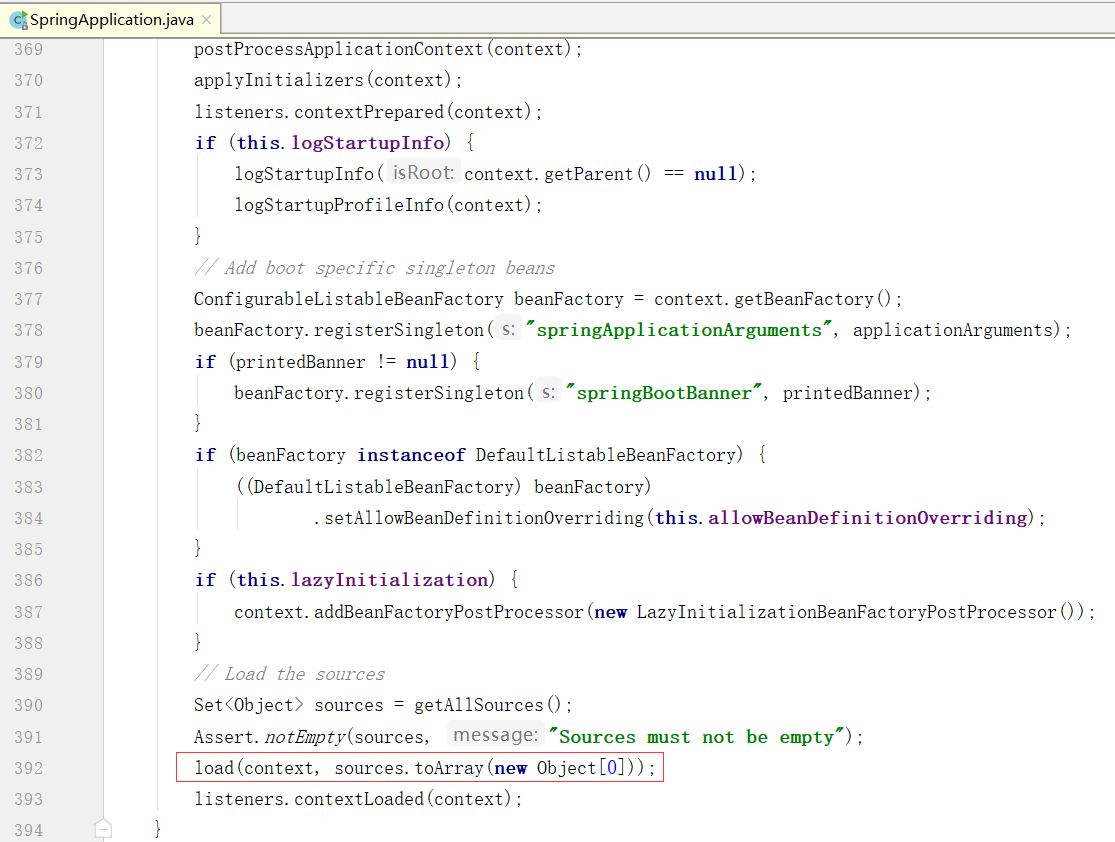 SpringApplication.java
369 postProcessApplicationContext(context);
370 applyInitializers(context);
371 listeners.contextPrepared(context);
372 if (this.logStartupInfo) {
373 logStartupInfo( isRoot: context.getParent() == null);
374 logStartupProfileInfo(context);
375 }
376 // Add boot specific singleton beans
377 ConfigurableListableBeanFactory beanFactory = context.getBeanFactory();
378 beanFactory.registerSingleton( s: "springApplicationArguments", applicationArguments);
379 if (printedBanner != null) {
380 beanFactory.registerSingleton( s: "springBootBanner", printedBanner);
381 }
382 if (beanFactory instanceof DefaultListableBeanFactory) {
383 ((DefaultListableBeanFactory) beanFactory)
384 .setAllowBeanDefinitionOverriding(this.allowBeanDefinitionOverriding);
385 }
386 if (this.lazyInitialization) {
387 context.addBeanFactoryPostProcessor(new LazyInitializationBeanFactoryPostProcessor());
388 }
389 // Load the sources
390 Set<Object> sources = getAllSources();
391 Assert.notEmpty(sources, message: "Sources must not be empty");
392 load(context, sources.toArray(new Object[0]));
393 listeners.contextLoaded(context);
394 }